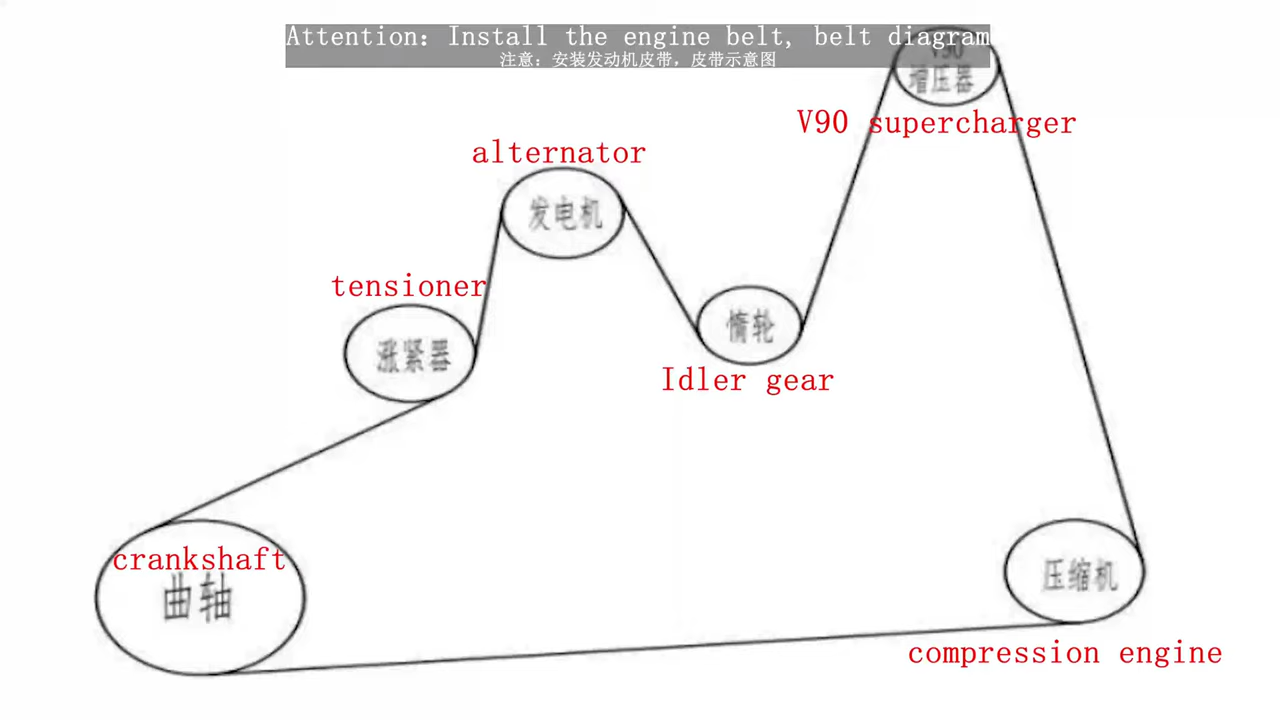 Attention: Install the engine belt, belt diagram
注意：安装发动机皮带，皮带示意图
V90
增压器
V90 supercharger
alternator
发电机
tensioner
涨紧器
惰轮
Idler gear
crankshaft
曲轴
压缩机
compression engine